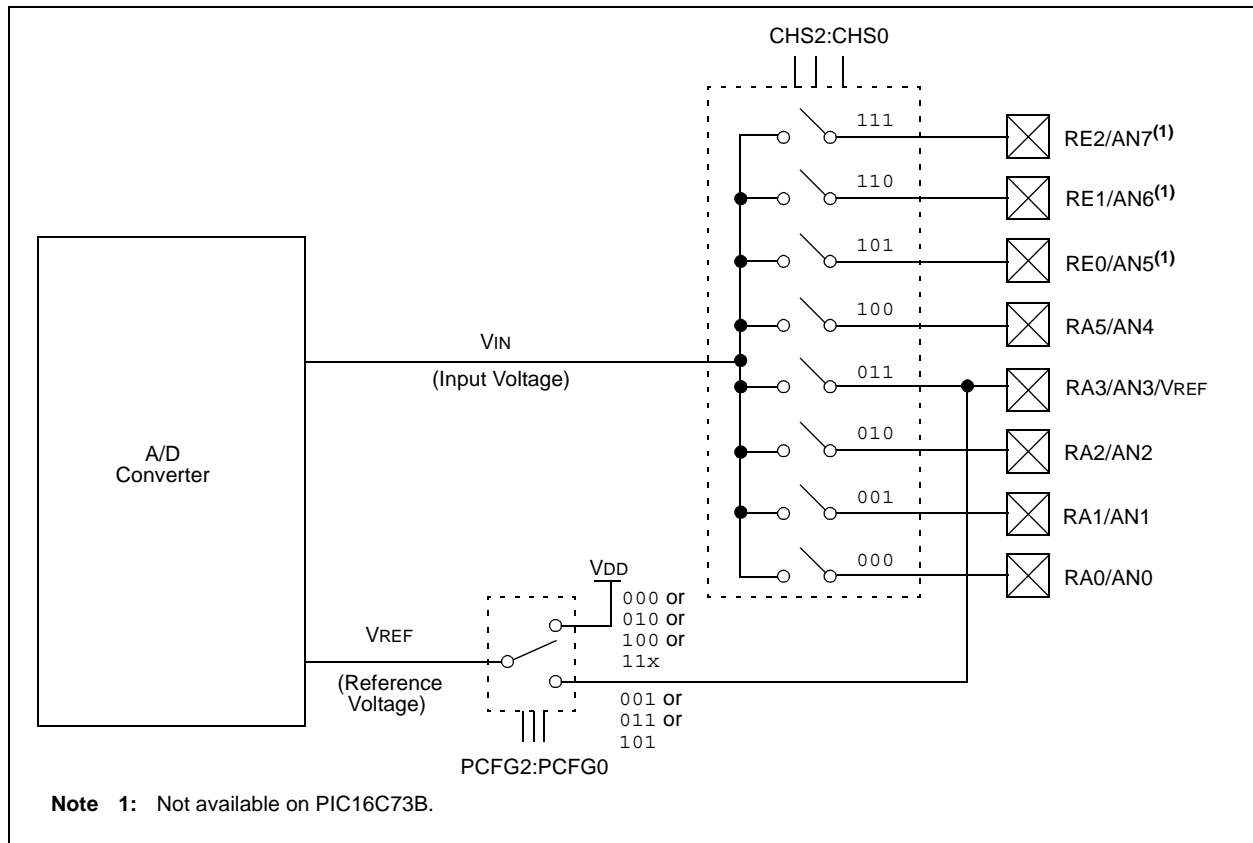 CHS2:CHS0
111
RE2/AN7(1)
110
RE1/AN6(1)
101
RE0/AN5(1)
100
RA5/AN4
VIN
(Input Voltage)
011
RA3/AN3/VREF
A/D
Converter
010
RA2/AN2
001
RA1/AN1
000
RA0/AN0
VDD
000 or
010 or
100 or
11x
VREF
(Reference
Voltage)
001 or
011 or
101
PCFG2:PCFG0
Note 1: Not available on PIC16C73B.